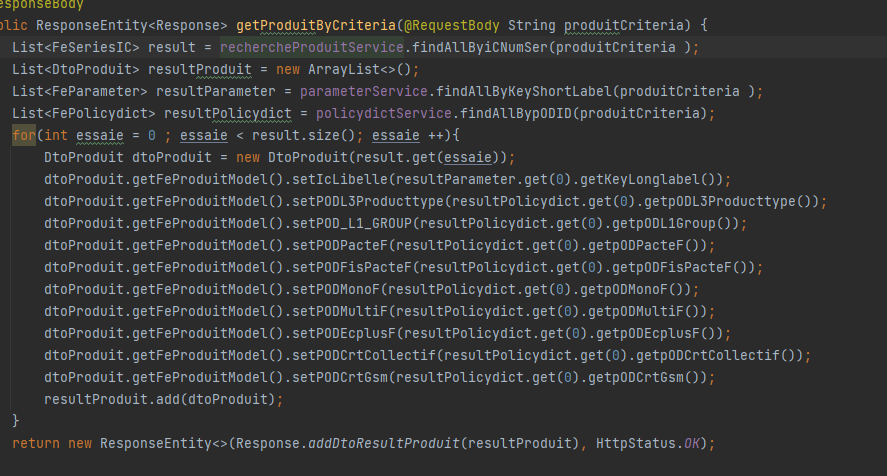 esponseBody
blic ResponseEntity<Response> getProduitByCriteria(@RequestBody String produitCriteria) {
List<FeSeriesIC> result = rechercheProduitService.findAllByiCNumSer(produitCriteria );
List<DtoProduit> resultProduit = new ArrayList<>();
List<FeParameter> resultParameter = parameterService.findAllByKeyShortLabel(produitCriteria );
List<FePolicydict> resultPolicydict = policydictService.findAllBypODID(produitCriteria);
for(int essaie = 0 ; essaie < result.size(); essaie ++){
DtoProduit dtoProduit = new DtoProduit(result.get(essaie));
dtoProduit.getFeProduitModel().setIcLibelle(resultParameter.get(0).getKeyLonglabel());
dtoProduit.getFeProduitModel().setPODL3Producttype(resultPolicydict.get(0).getpODL3Producttype());
dtoProduit.getFeProduitModel().setPOD_L1_GROUP(resultPolicydict.get(0).getpODL1Group());
dtoProduit.getFeProduitModel().setPODPacteF(resultPolicydict.get(0).getpODPacteF());
dtoProduit.getFeProduitModel().setPODFisPacteF(resultPolicydict.get(0).getpODFisPacteF());
dtoProduit.getFeProduitModel().setPODMonoF(resultPolicydict.get(0).getpODMonoF());
dtoProduit.getFeProduitModel().setPODMultiF(resultPolicydict.get(0).getpODMultiF());
dtoProduit.getFeProduitModel().setPODEcplusF(resultPolicydict.get(0).getpODEcplusF());
dtoProduit.getFeProduitModel().setPODCrtCollectif(resultPolicydict.get(0).getpODCrtCollectif());
dtoProduit.getFeProduitModel().setPODCrtGsm(resultPolicydict.get(0).getpODCrtGsm());
resultProduit.add(dtoProduit);
}
return new ResponseEntity<>(Response.addDtoResultProduit(resultProduit), HttpStatus.OK);